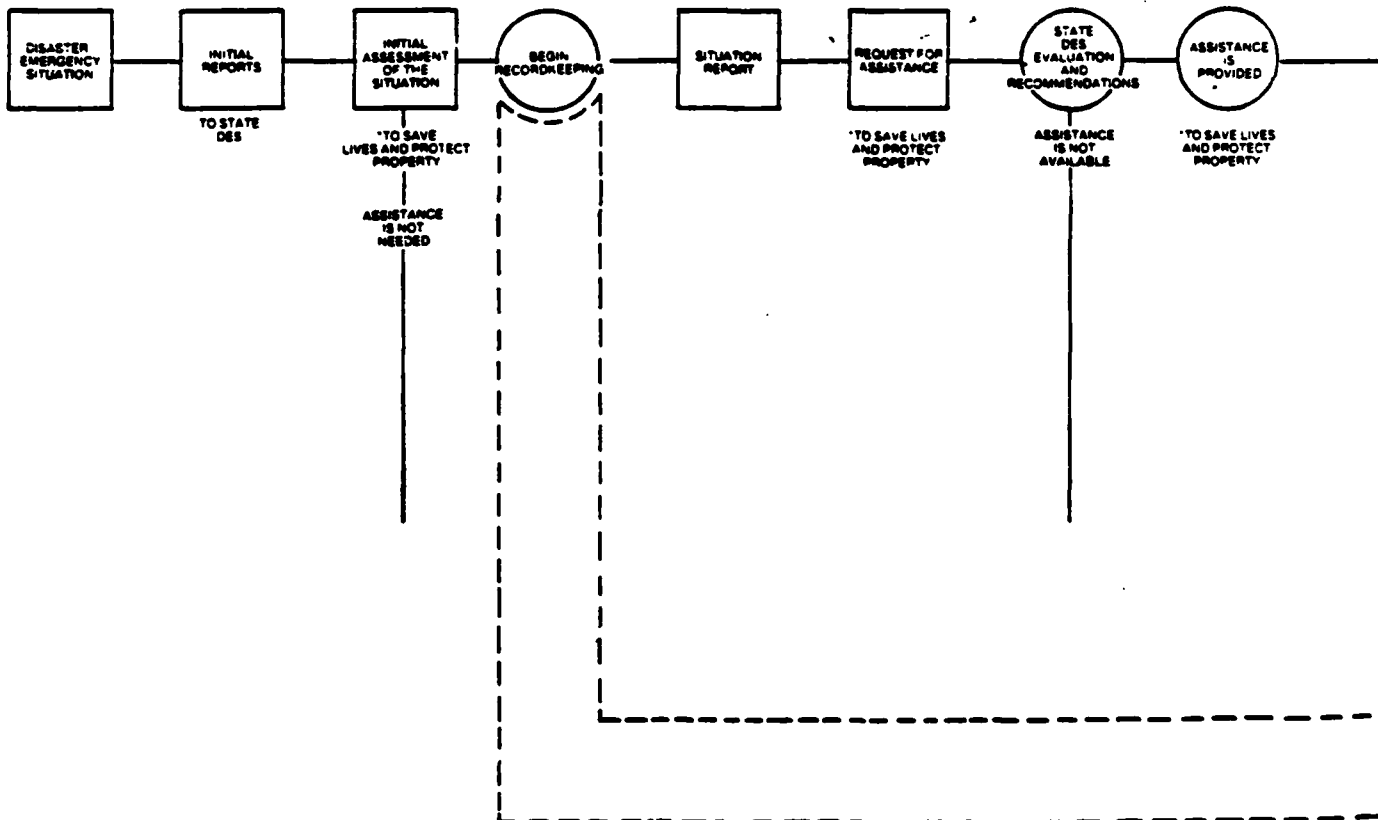 DISASTER
EMERGENCY
SITUATION
INITIAL
REPORTS
TO STATE
DES
INITIAL
ASSESSMENT
OF THE
SITUATION
*TO SAVE
LIVES AND PROTECT
PROPERTY
ASSISTANCE
IS NOT
NEEDED
BEGIN
RECORDKEEPING
SITUATION
REPORT
REQUEST FOR
ASSISTANCE
*TO SAVE LIVES
AND PROTECT
PROPERTY
STATE
DES
EVALUATION
AND
RECOMMENDATIONS
ASSISTANCE
IS NOT
AVAILABLE
ASSISTANCE
IS
PROVIDED
*TO SAVE LIVES
AND PROTECT
PROPERTY